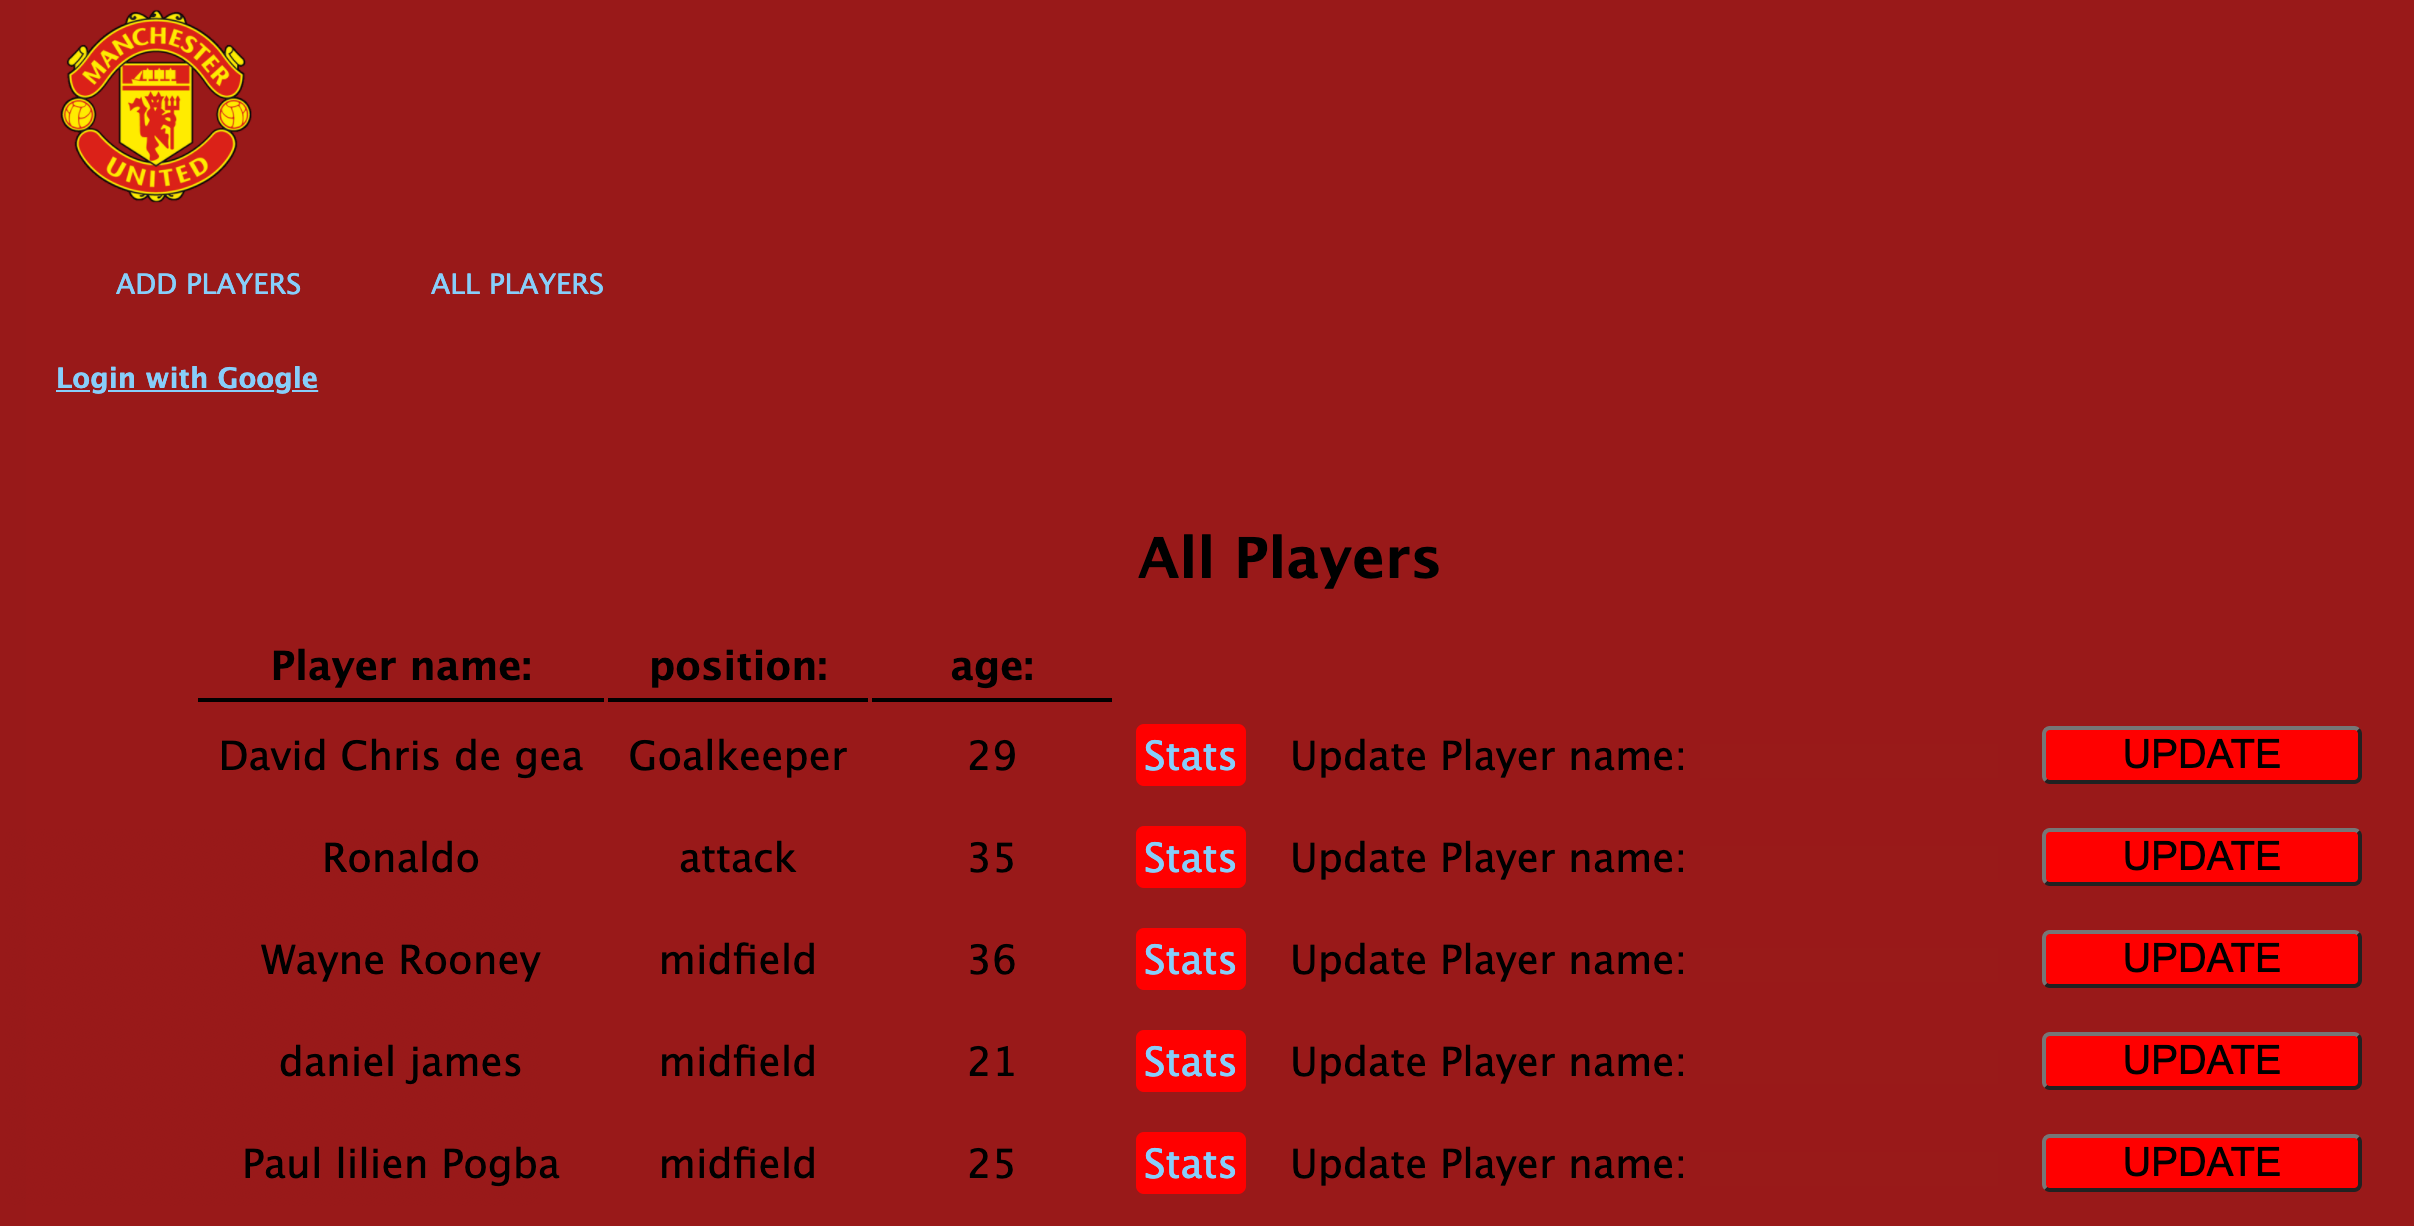 MANCHESTER
UNITED
ADD PLAYERS ALL PLAYERS
Login with Google
All Players
Player name: position: age:
David Chris de gea Goalkeeper 29 Stats Update Player name: UPDATE
Ronaldo attack 35 Stats Update Player name: UPDATE
Wayne Rooney midfield 36 Stats Update Player name: UPDATE
daniel james midfield 21 Stats Update Player name: UPDATE
Paul lilien Pogba midfield 25 Stats Update Player name: UPDATE